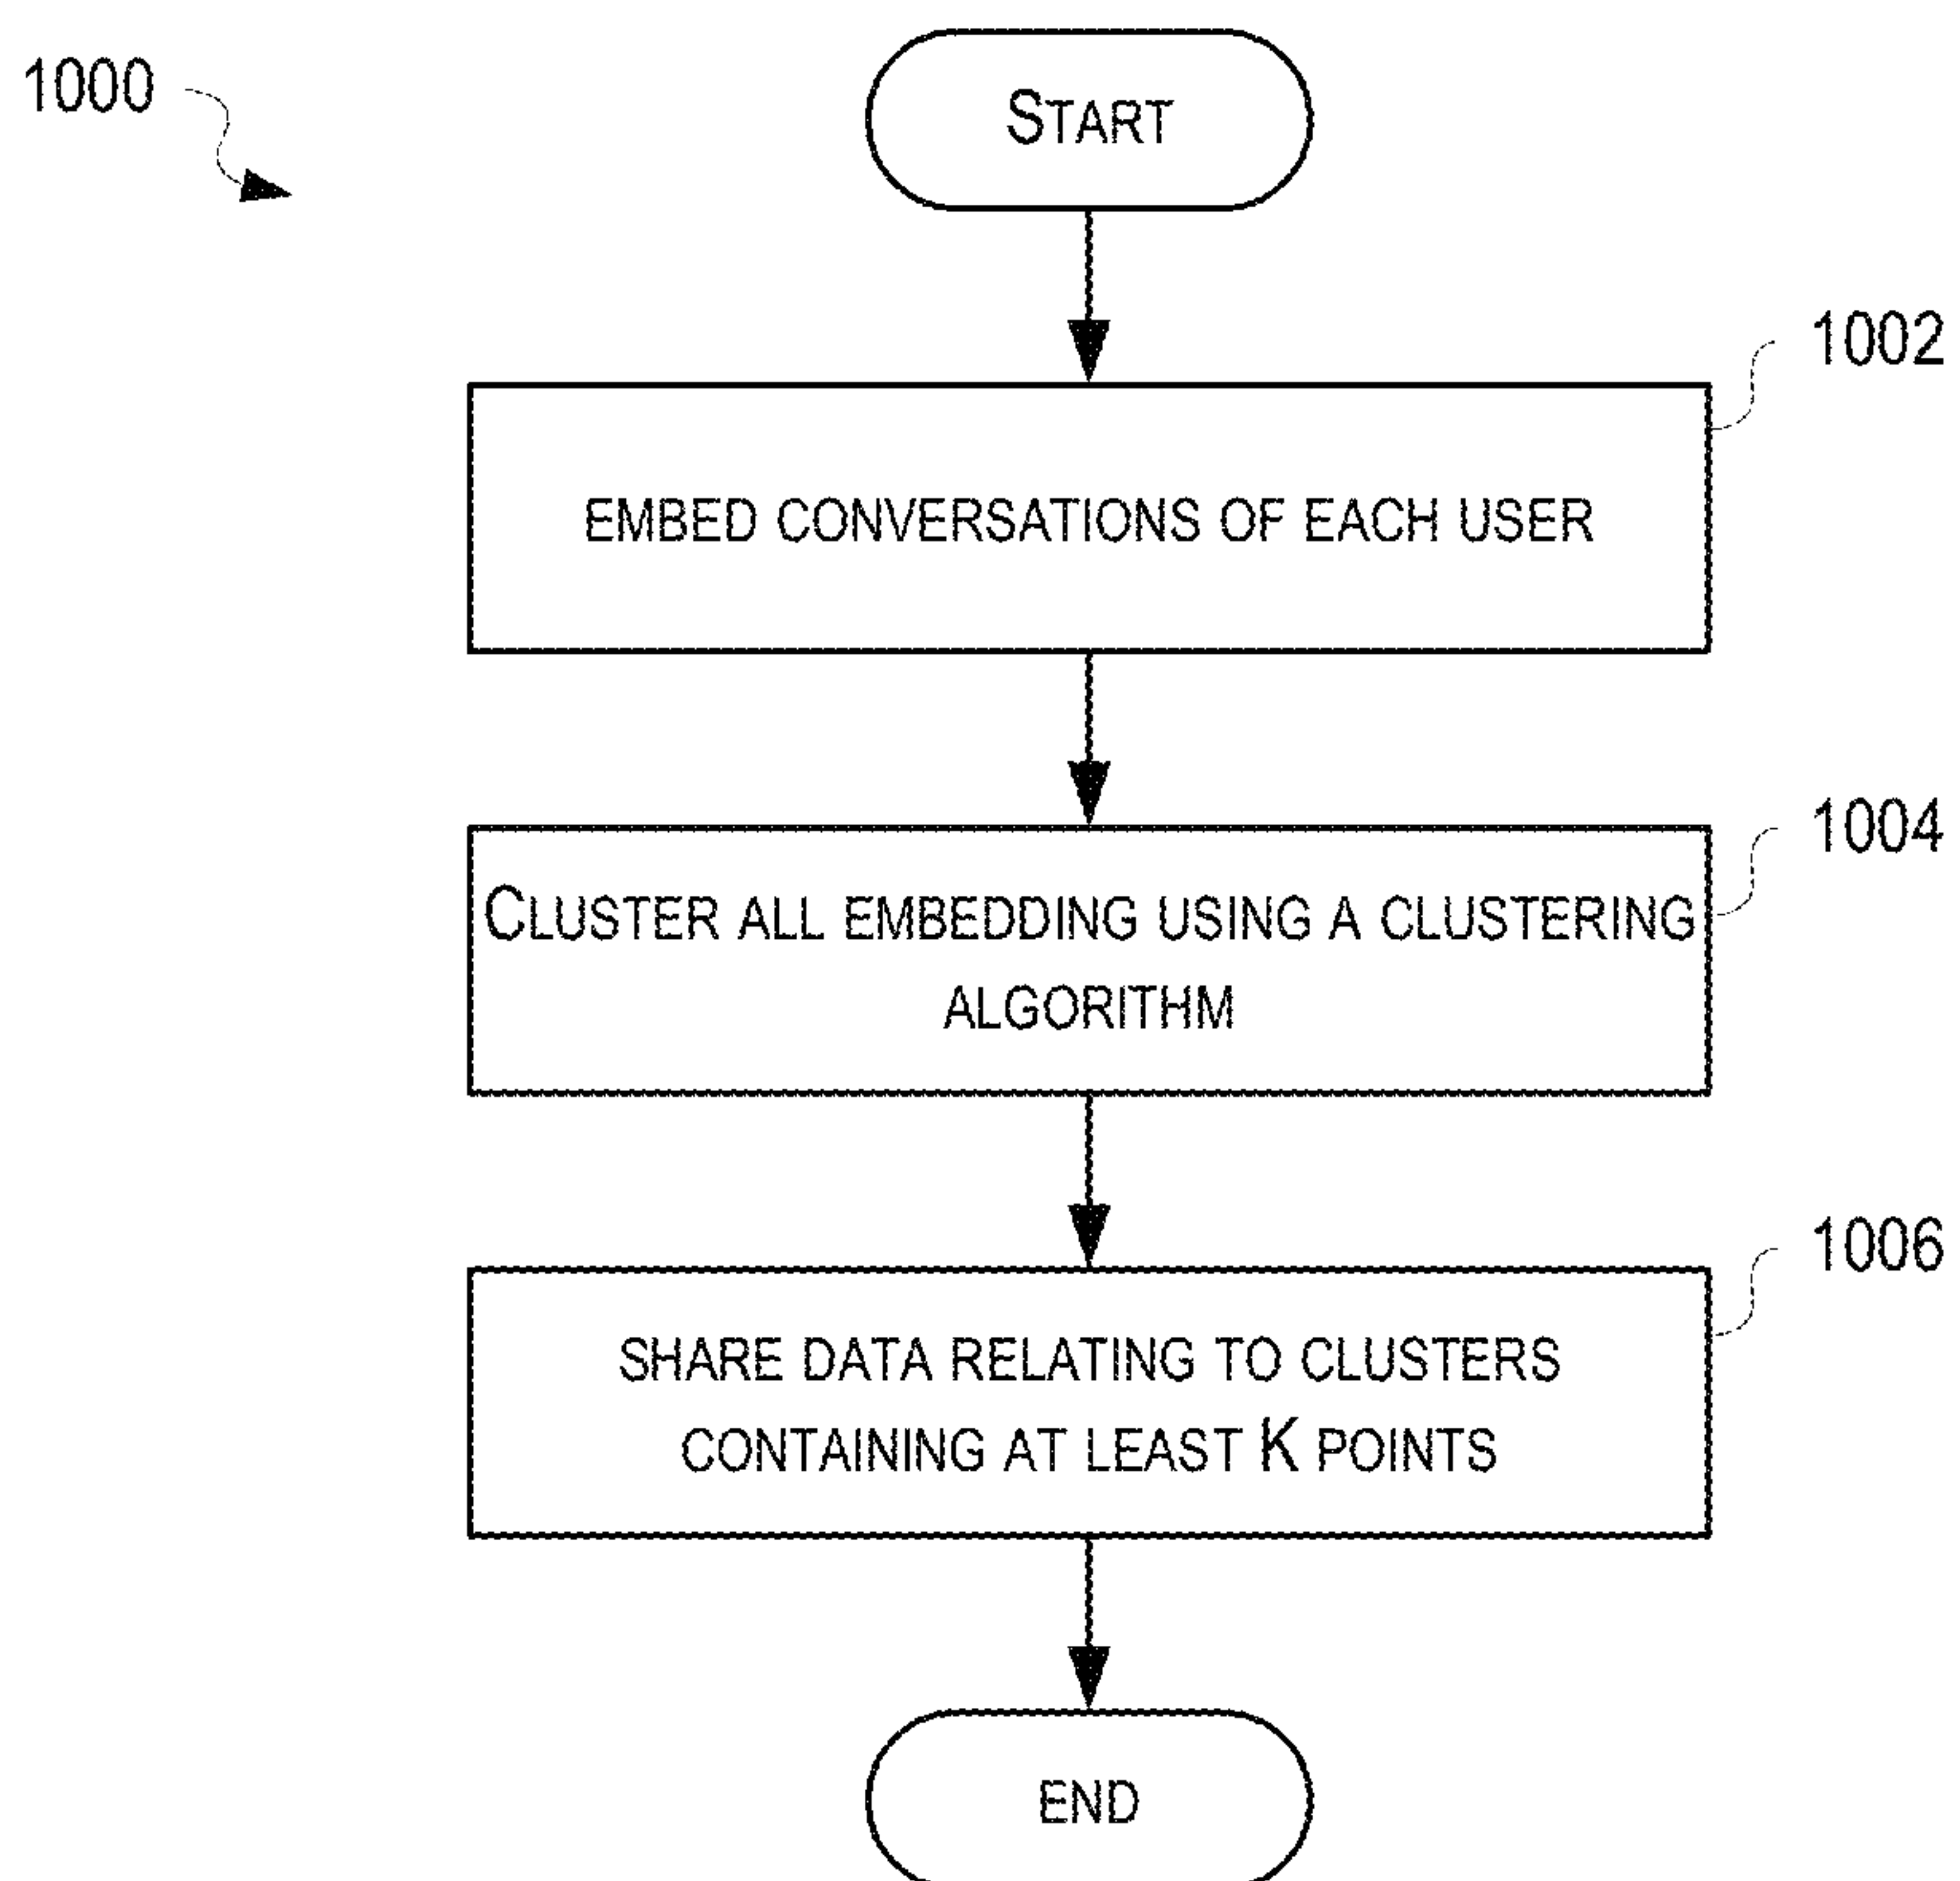 1000
START
1002
EMBED CONVERSATIONS OF EACH USER
1004
CLUSTER ALL EMBEDDING USING A CLUSTERING
ALGORITHM
1006
SHARE DATA RELATING TO CLUSTERS
CONTAINING AT LEAST K POINTS
END